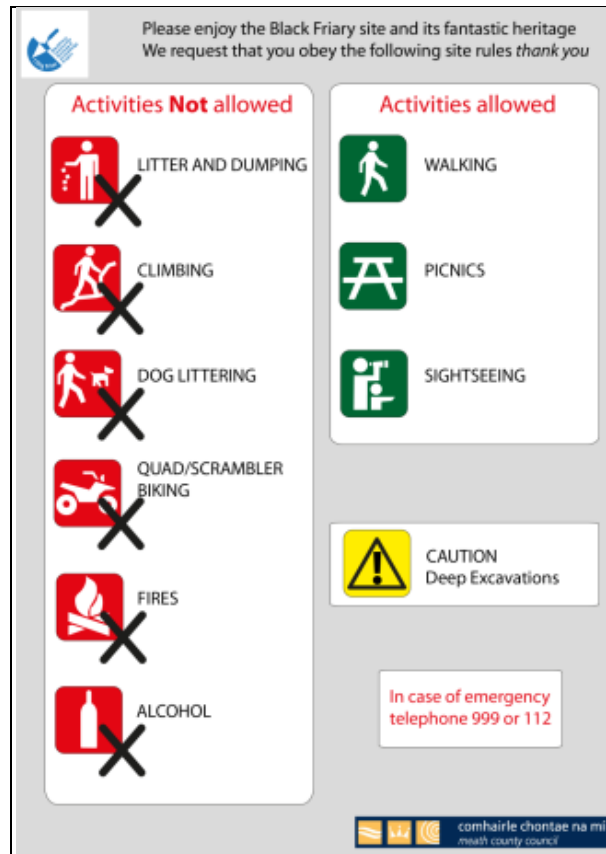 Please enjoy the Black Friary site and its fantastic heritage
We request that you obey the following site rules thank you
Activities Not allowed
LITTER AND DUMPING
CLIMBING
DOG LITTERING
QUAD/SCRAMBLER
BIKING
FIRES
ALCOHOL
Activities allowed
WALKING
PICNICS
SIGHTSEEING
CAUTION
Deep Excavations
In case of emergency
telephone 999 or 112
comhairle chontae na mi
meath county council